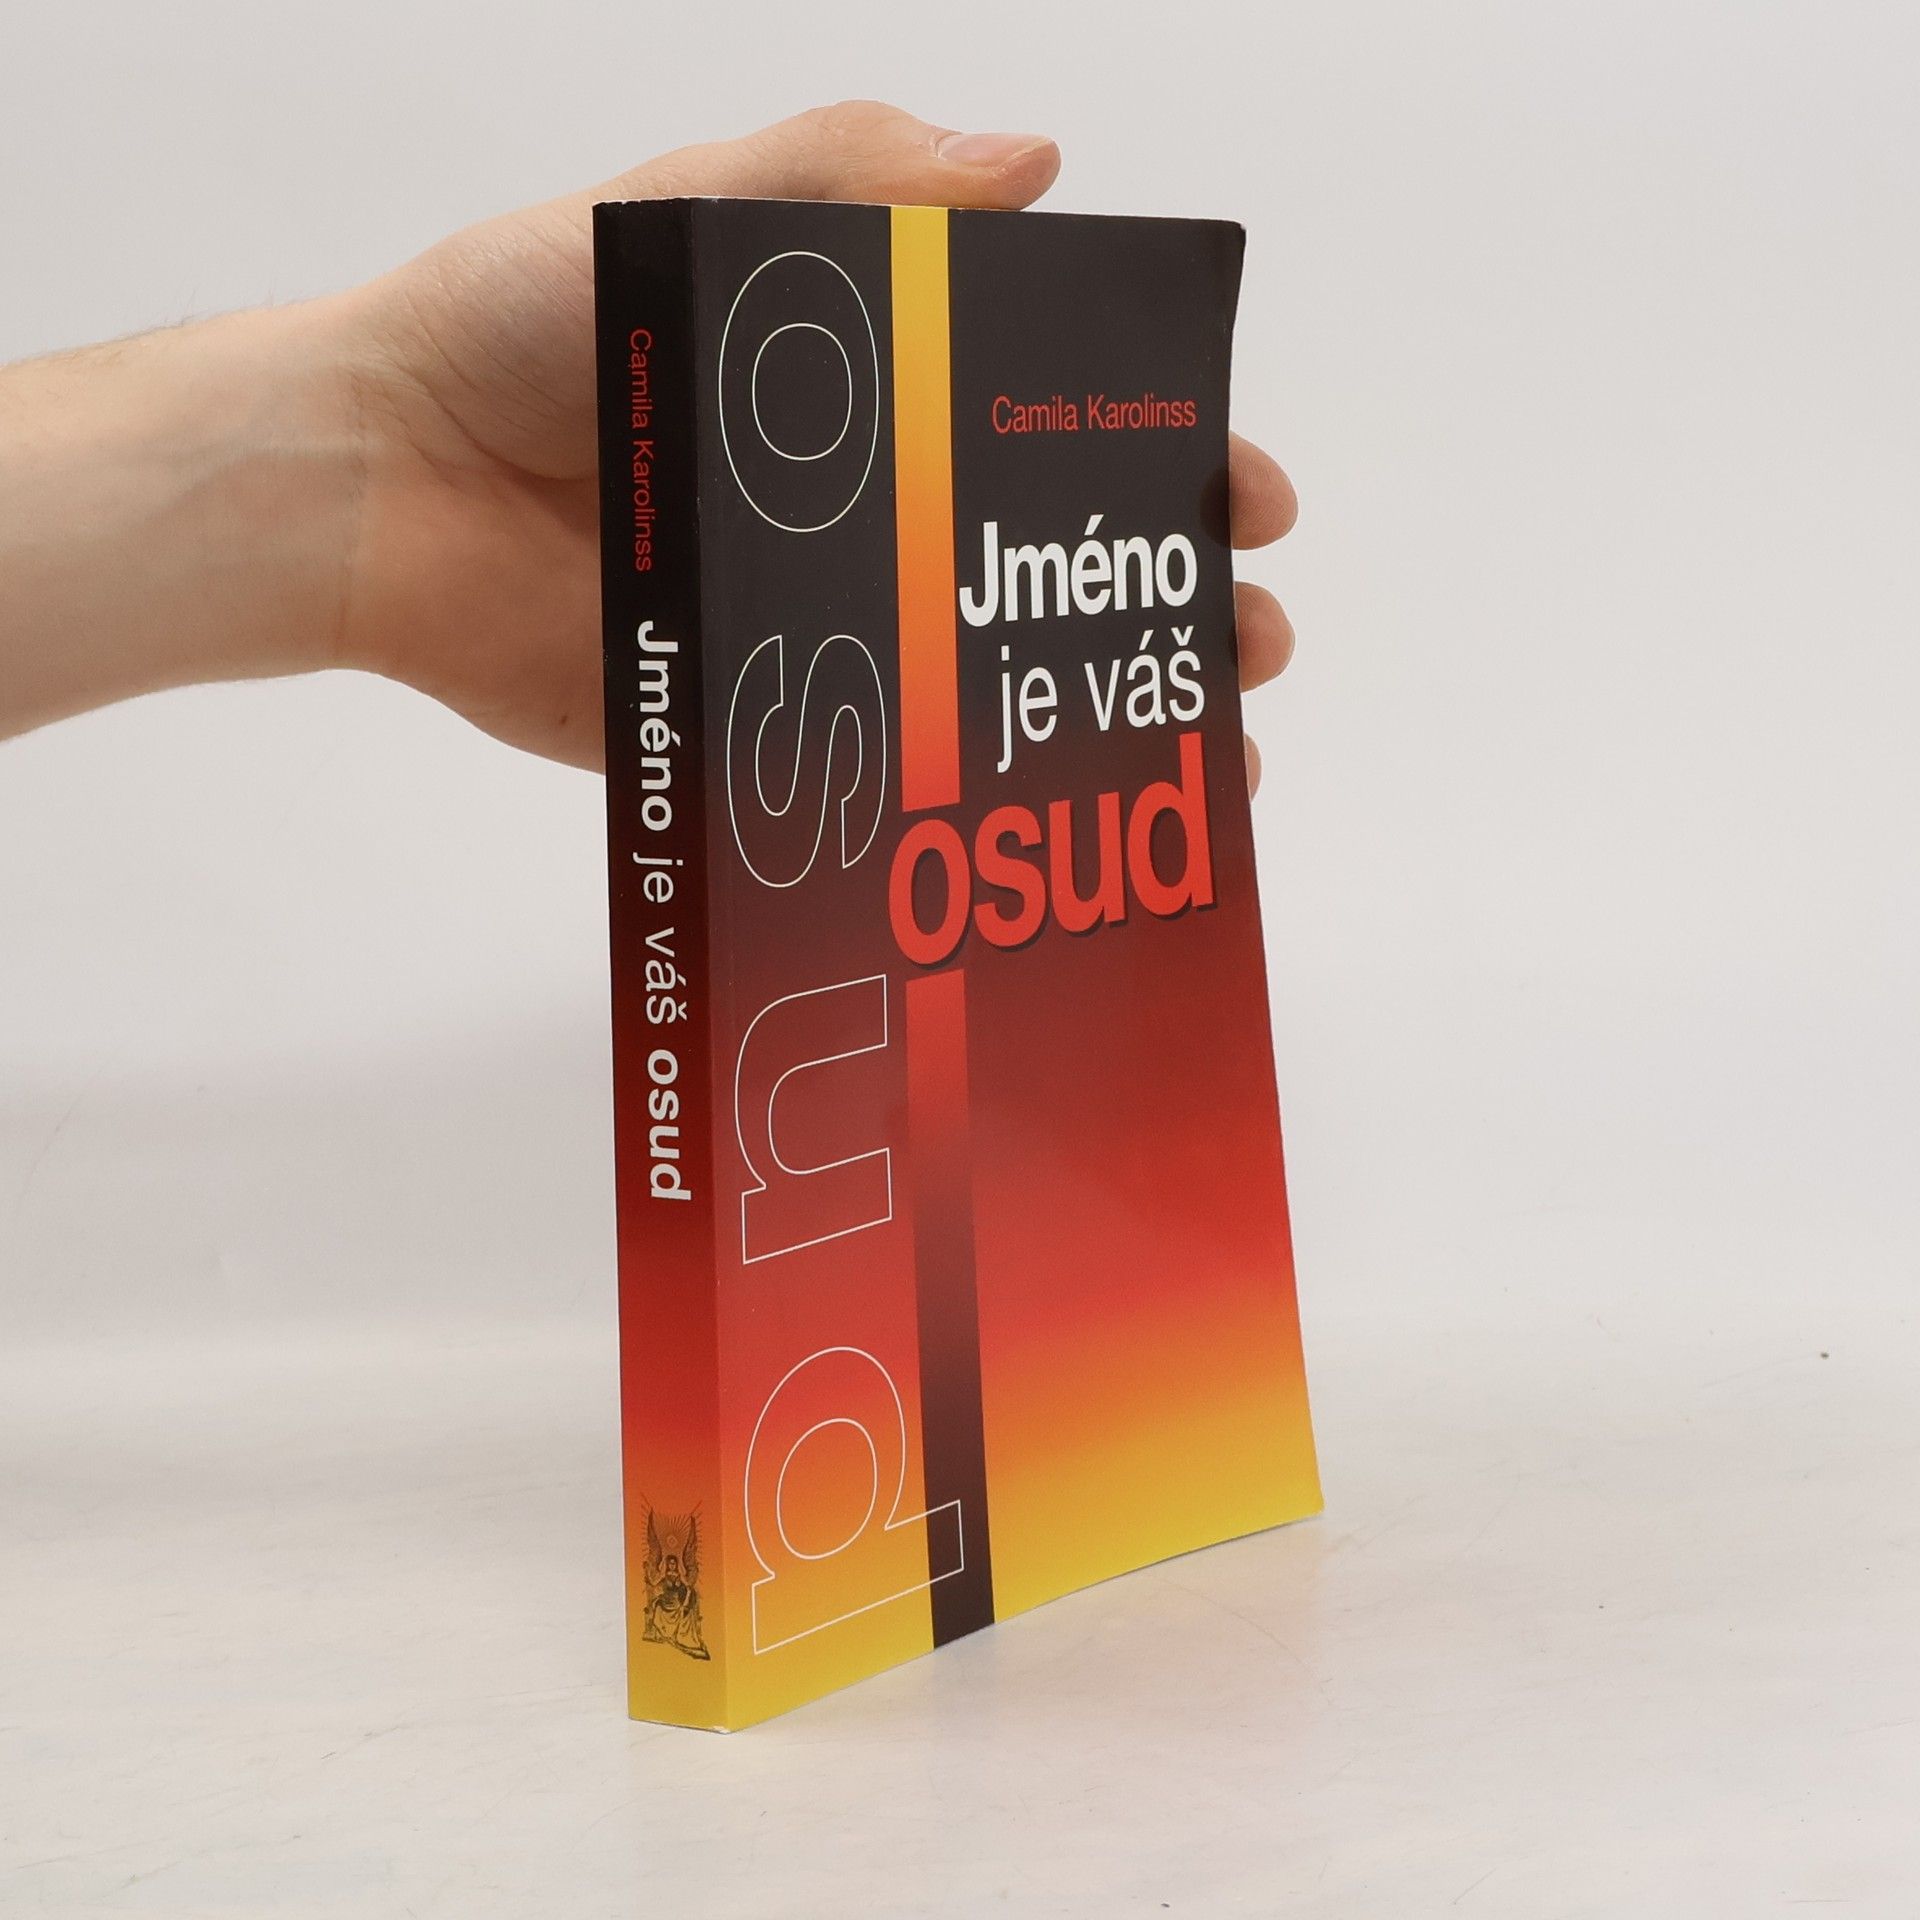 Camila Karolinss Jméno je váš osud
osud
Camila Karolinss
Jméno
je váš
osud